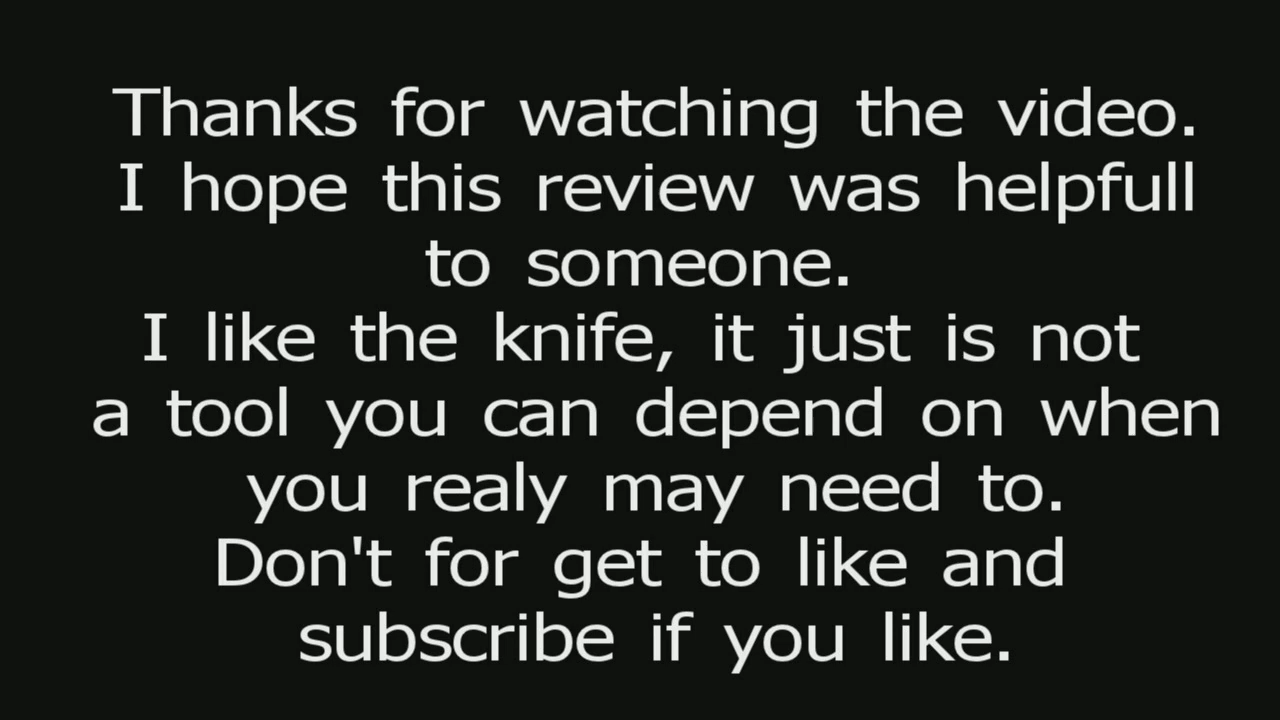 Thanks for watching the video.
I hope this review was helpfull
to someone.
I like the knife, it just is not
a tool you can depend on when
you realy may need to.
Don't for get to like and
subscribe if you like.